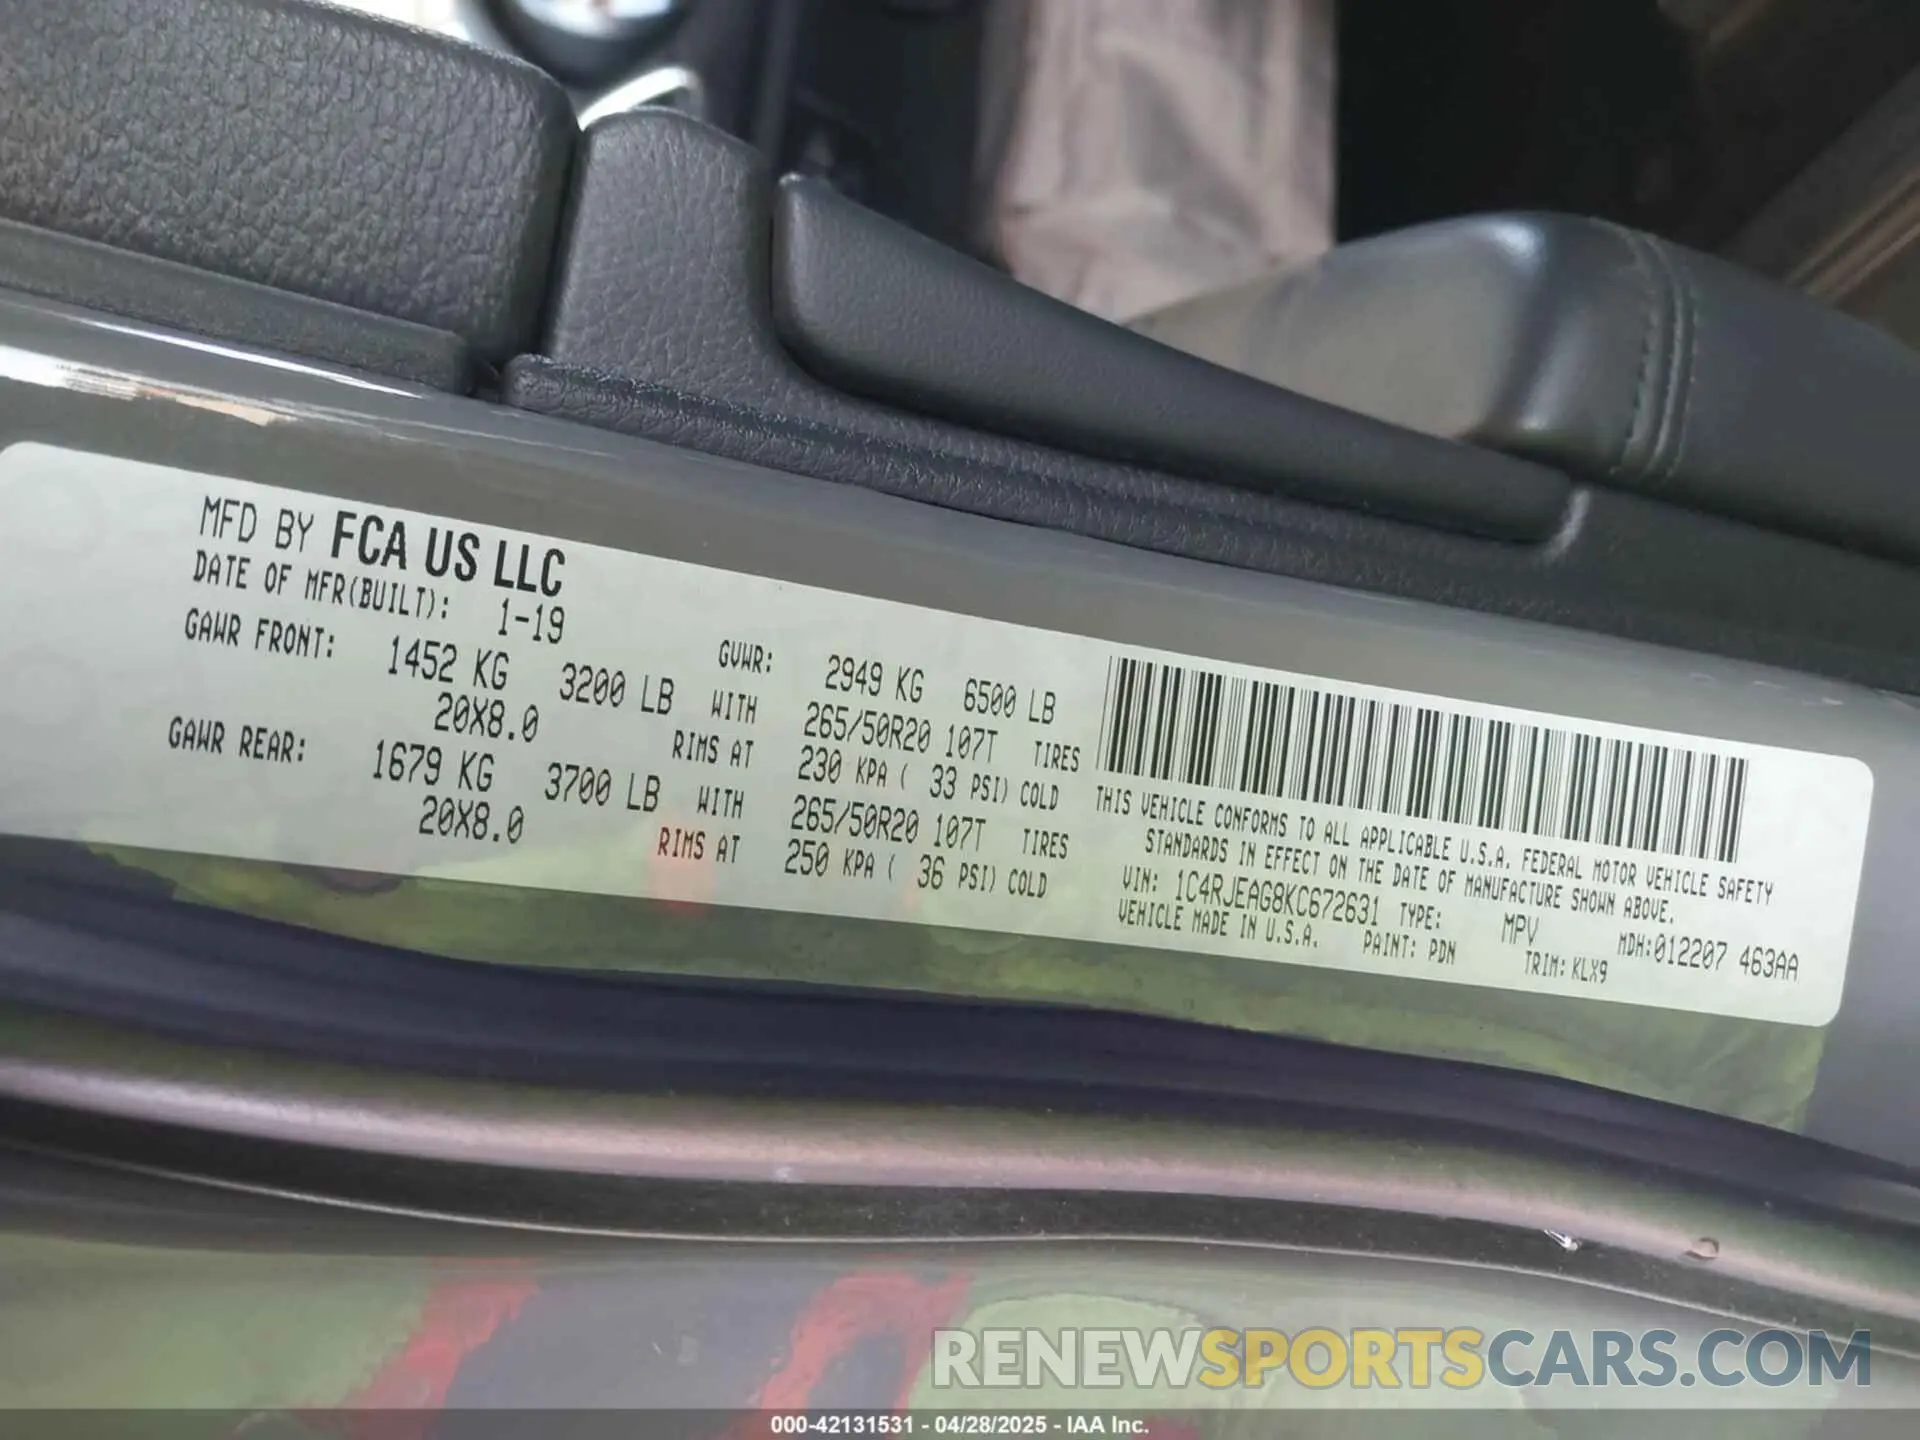 MFD BY FCA US LLC
DATE OF MFR(BUILT): 1-19
GVWR: 2949 KG 6500 LB
GAWR FRONT: 1452 KG 3200 LB WITH 265/50R20 107T TIRES
20X8.0 RIMS AT 230 KPA ( 33 PSI) COLD
GAWR REAR: 1679 KG 3700 LB WITH 265/50R20 107T TIRES
20X8.0 RIMS AT 250 KPA ( 36 PSI) COLD
THIS VEHICLE CONFORMS TO ALL APPLICABLE U.S.A. FEDERAL MOTOR VEHICLE SAFETY
STANDARDS IN EFFECT ON THE DATE OF MANUFACTURE SHOWN ABOVE.
VIN: 1C4RJEAG8KC672631 TYPE: MPV MDH:012207 463AA
VEHICLE MADE IN U.S.A. PAINT: PDN TRIM: KLX9
RENEWSPORTSCARS.COM
000-42131531 - 04/28/2025 - IAA Inc.